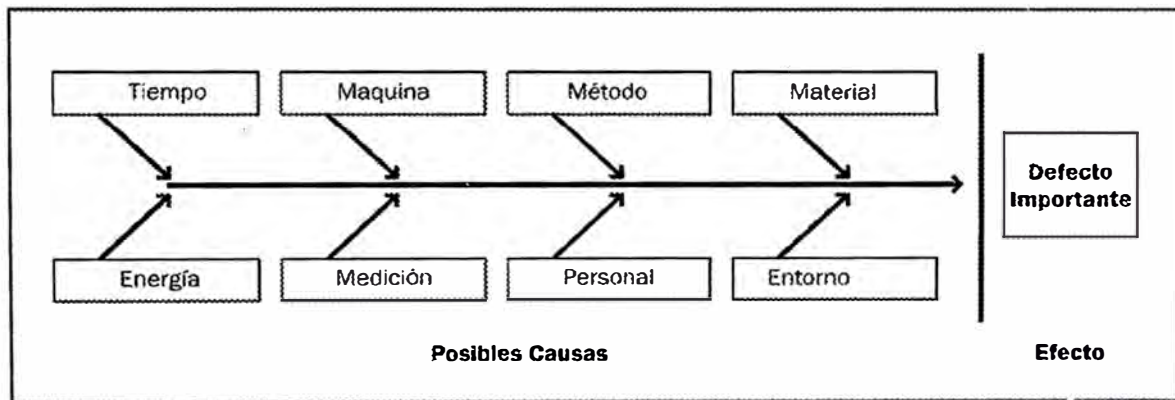 Tiempo
Maquina
Método
Material
Defecto
Importante
Energía
Medición
Personal
Entorno
Posibles Causas
Efecto